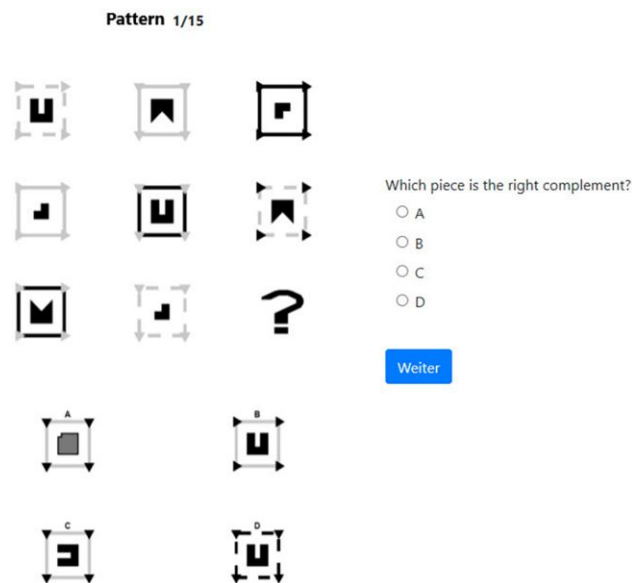 Pattern 1/15
Which piece is the right complement?
A
B
C
D
Weiter
?
A
B
C
D